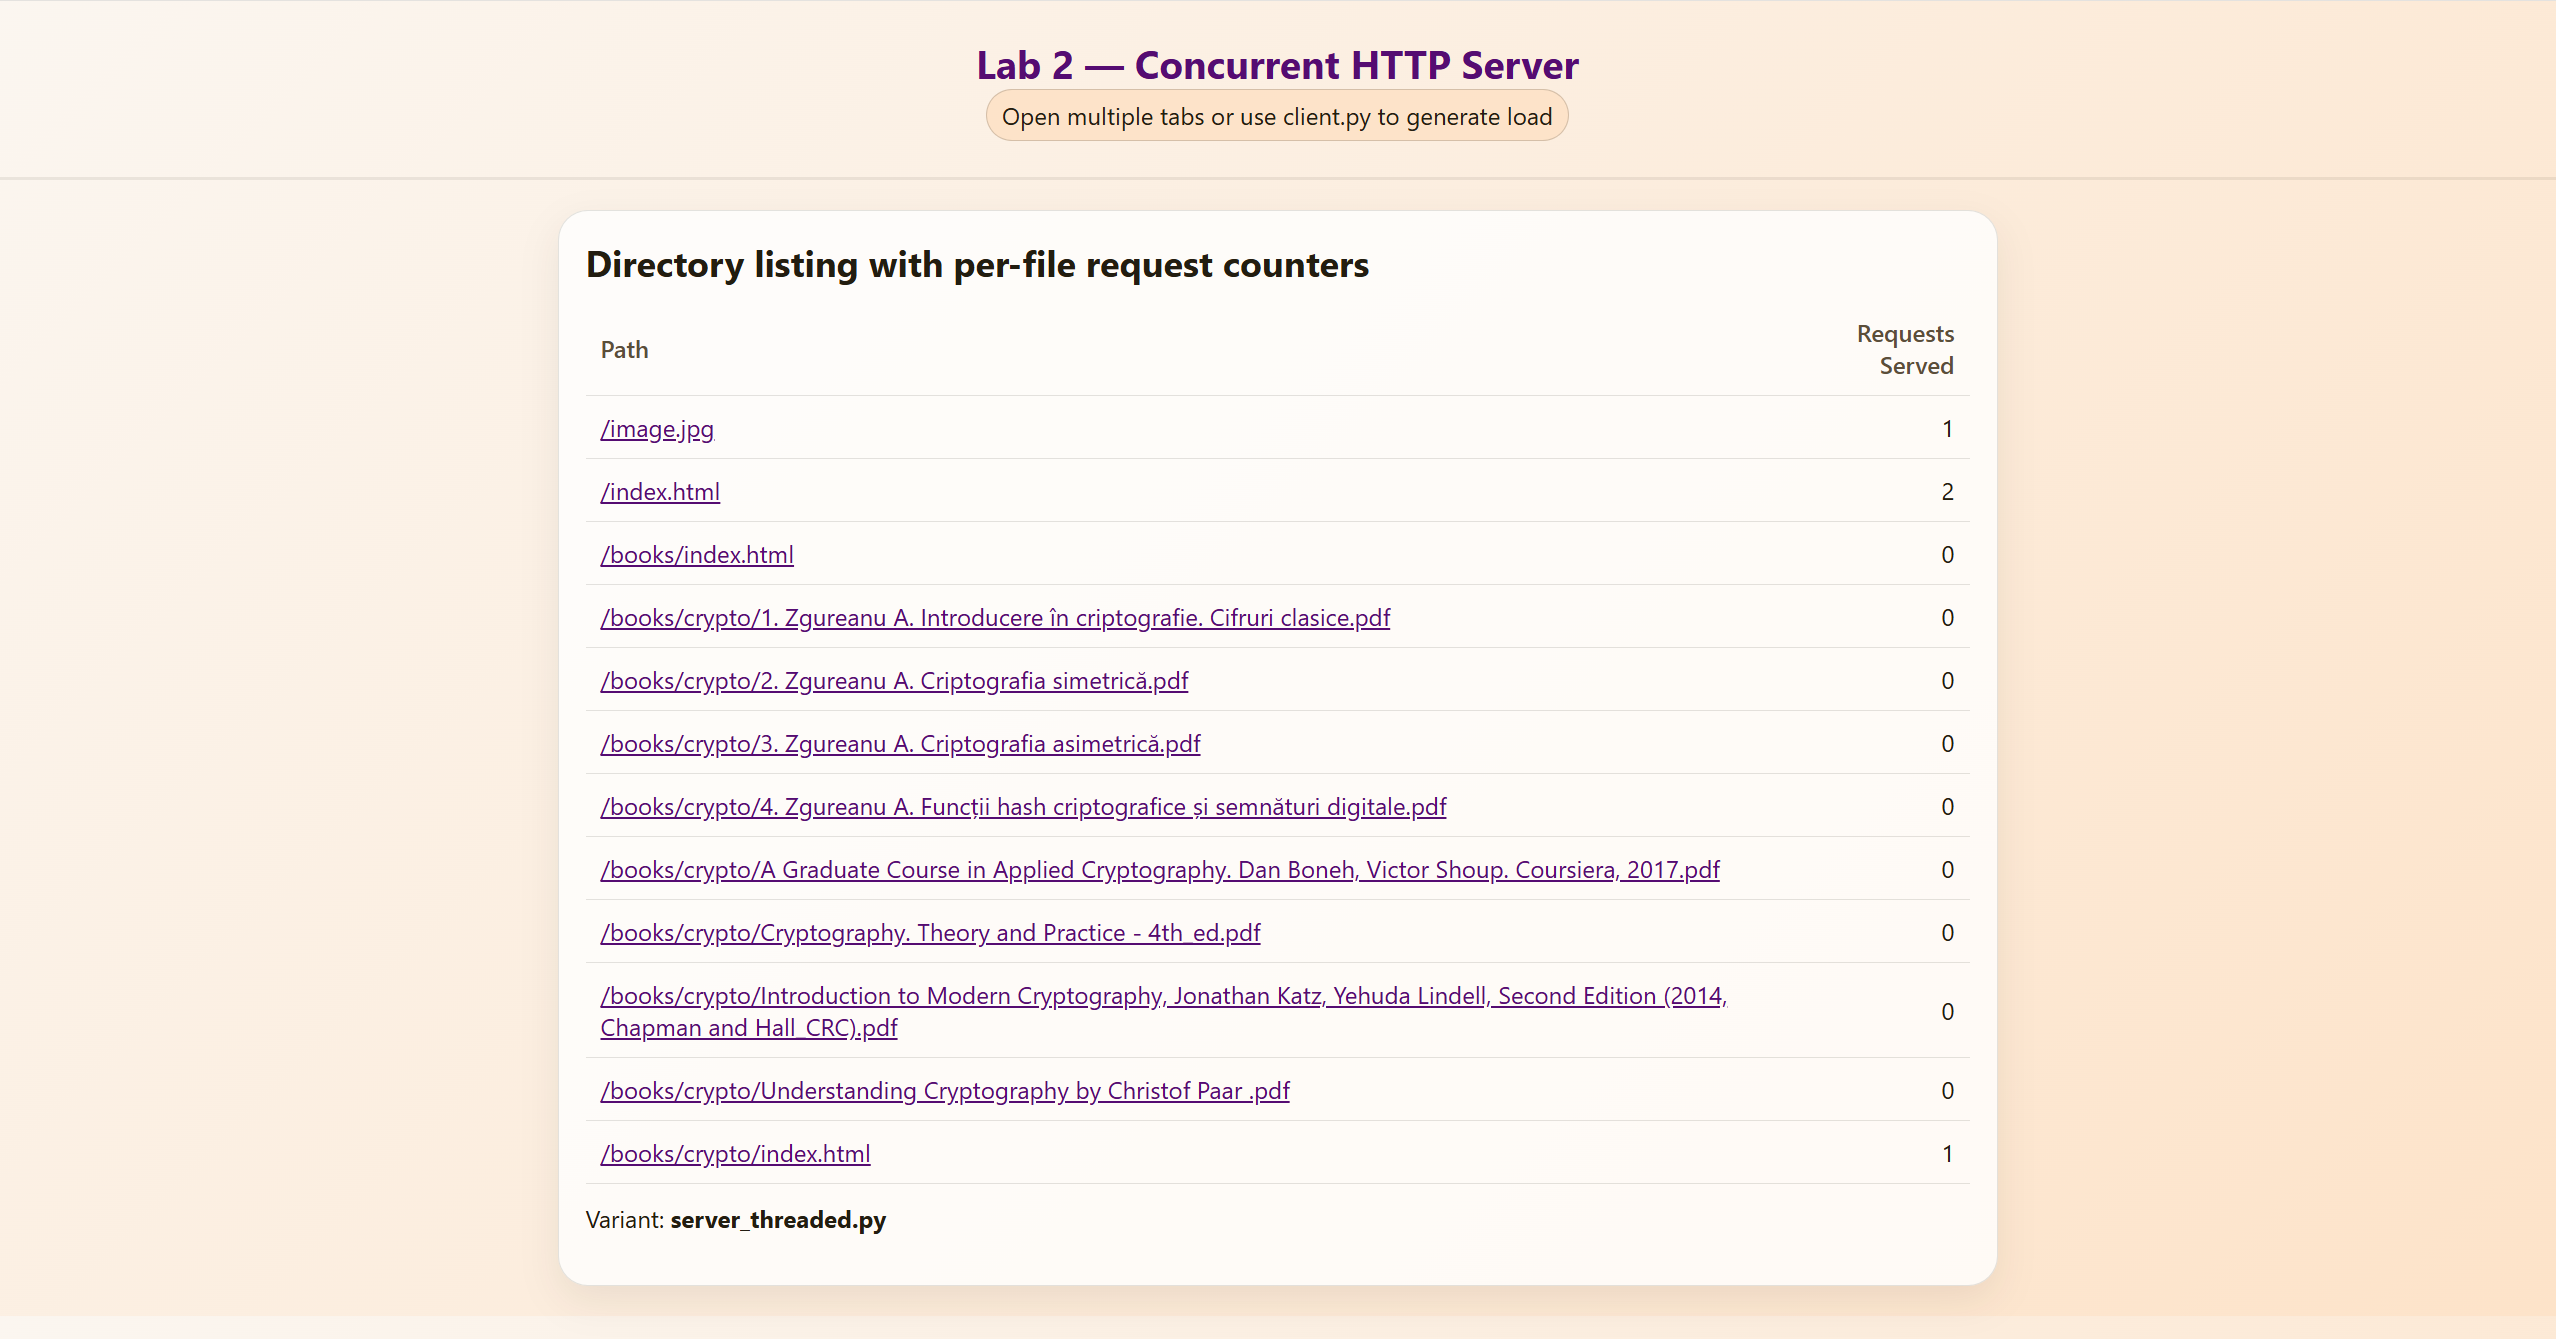 Lab 2 — Concurrent HTTP Server
Open multiple tabs or use client.py to generate load
Directory listing with per-file request counters
Path
Requests
Served
/image.jpg 1
/index.html 2
/books/index.html 0
/books/crypto/1. Zgureanu A. Introducere în criptografie. Cifruri clasice.pdf 0
/books/crypto/2. Zgureanu A. Criptografia simetrică.pdf 0
/books/crypto/3. Zgureanu A. Criptografia asimetrică.pdf 0
/books/crypto/4. Zgureanu A. Funcții hash criptografice și semnături digitale.pdf 0
/books/crypto/A Graduate Course in Applied Cryptography. Dan Boneh, Victor Shoup. Coursiera, 2017.pdf 0
/books/crypto/Cryptography. Theory and Practice - 4th_ed.pdf 0
/books/crypto/Introduction to Modern Cryptography, Jonathan Katz, Yehuda Lindell, Second Edition (2014,
Chapman and Hall_CRC).pdf 0
/books/crypto/Understanding Cryptography by Christof Paar .pdf 0
/books/crypto/index.html 1
Variant: server_threaded.py